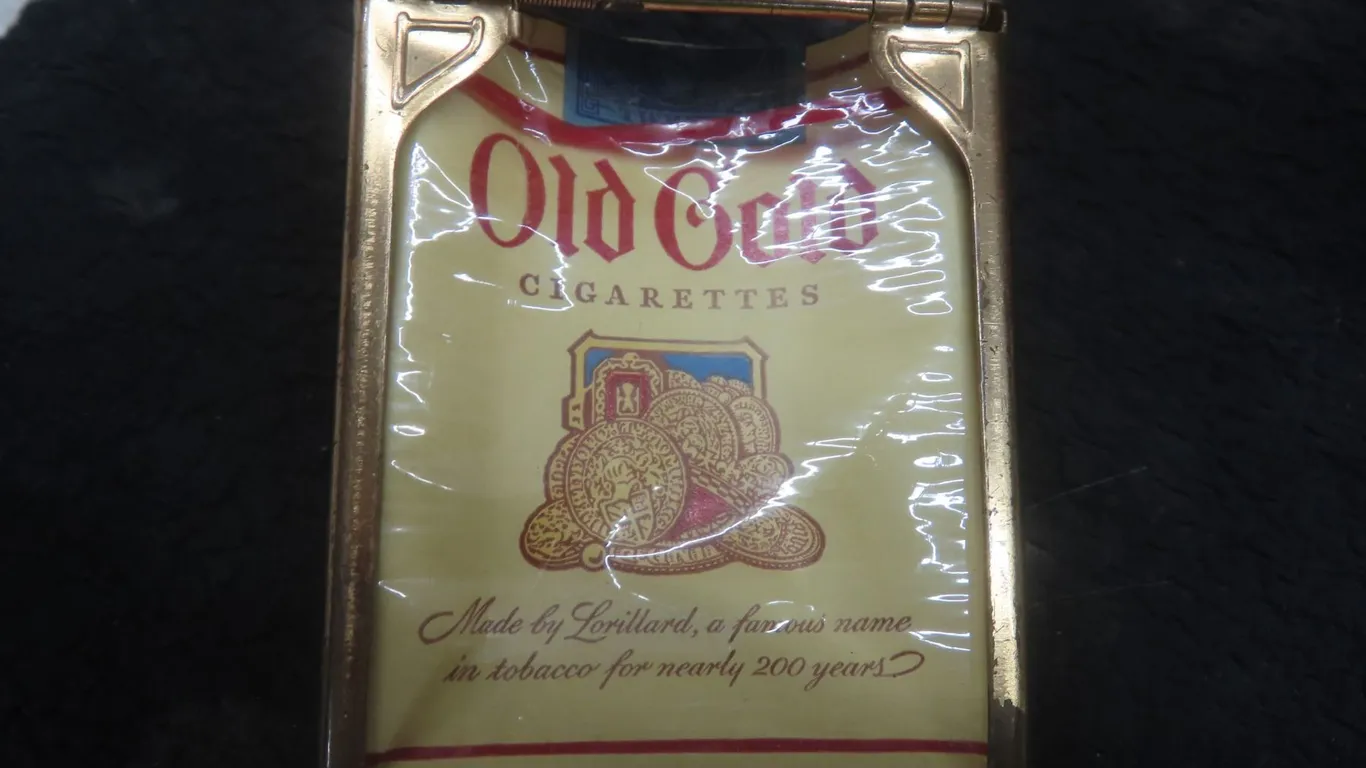 Old Gold
CIGARETTES
Made by Lorillard, a famous name
in tobacco for nearly 200 years